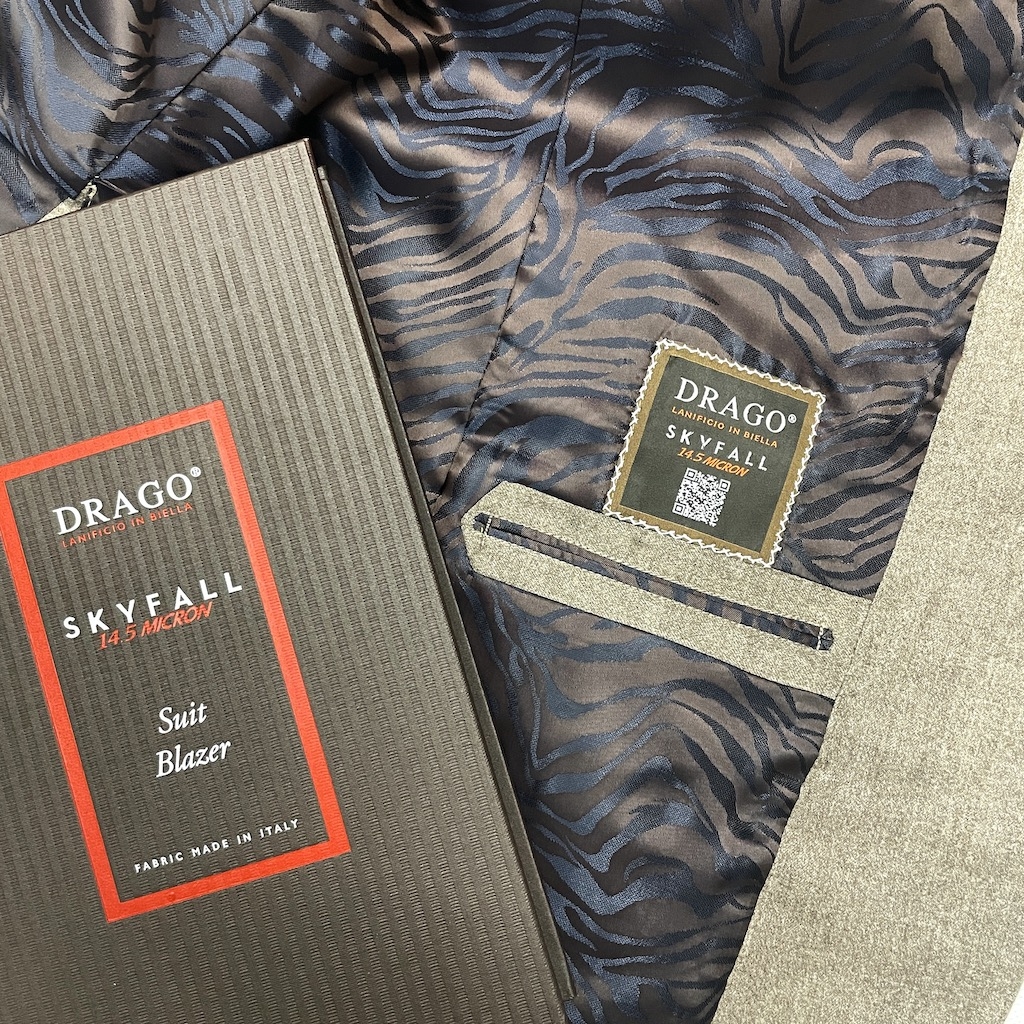 DRAGO®
LANIFICIO IN BIELLA
SKYFALL
14.5 MICRON
Suit
Blazer
FABRIC MADE IN ITALY
DRAGO®
LANIFICIO IN BIELLA
SKYFALL
14.5 MICRON